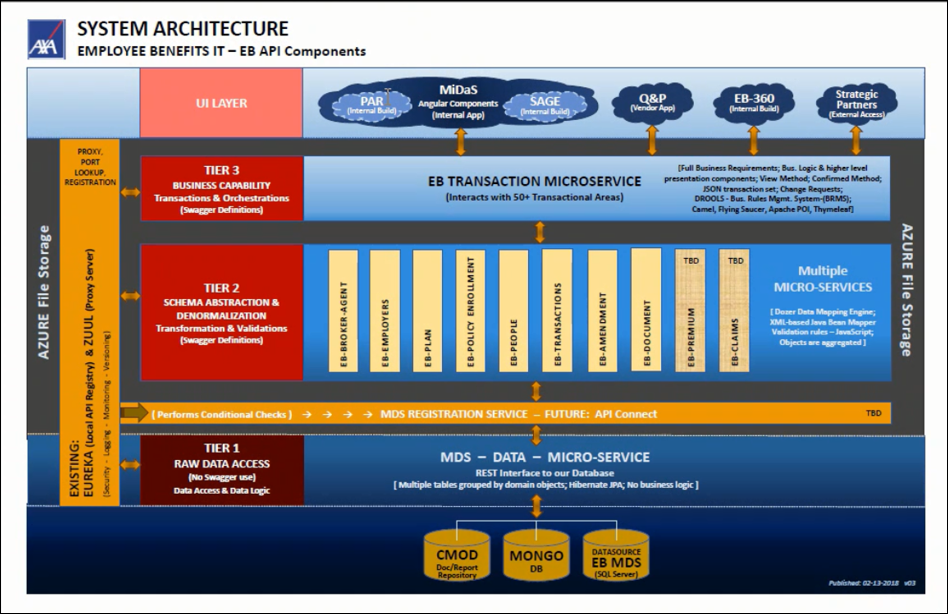 AXA
SYSTEM ARCHITECTURE
EMPLOYEE BENEFITS IT – EB API Components
UI LAYER
PAR
(Internal Build)
MiDaS
Angular Components
(Internal App)
SAGE
(Internal Build)
Q&P
(Vendor App)
EB-360
(Internal Build)
Strategic
Partners
(External Access)
AZURE File Storage
PROXY,
PORT
LOOKUP,
REGISTRATION
EXISTING:
EUREKA (Local API Registry) & ZUUL (Proxy Server)
(Security - Logging - Monitoring - Versioning)
TIER 3
BUSINESS CAPABILITY
Transactions & Orchestrations
(Swagger Definitions)
EB TRANSACTION MICROSERVICE
(Interacts with 50+ Transactional Areas)
[Full Business Requirements; Bus. Logic & higher level
presentation components; View Method; Confirmed Method;
JSON transaction set; Change Requests;
DROOLS - Bus. Rules Mgmt. System-(BRMS);
Camel, Flying Saucer, Apache POI, Thymeleaf]
AZURE File Storage
TIER 2
SCHEMA ABSTRACTION &
DENORMALIZATION
Transformation & Validations
(Swagger Definitions)
EB-BROKER-AGENT
EB-EMPLOYERS
EB-PLAN
EB-POLICY ENROLLMENT
EB-PEOPLE
EB-TRANSACTIONS
EB-AMENDMENT
EB-DOCUMENT
TBD
EB-PREMIUM
TBD
EB-CLAIMS
Multiple
MICRO-SERVICES
[ Dozer Data Mapping Engine;
XML-based Java Bean Mapper
Validation rules – JavaScript;
Objects are aggregated ]
( Performs Conditional Checks ) → → → → MDS REGISTRATION SERVICE – FUTURE: API Connect
TBD
TIER 1
RAW DATA ACCESS
(No Swagger use)
Data Access & Data Logic
MDS – DATA – MICRO-SERVICE
REST Interface to our Database
[ Multiple tables grouped by domain objects; Hibernate JPA; No business logic ]
CMOD
Doc/Report
Repository
MONGO
DB
DATASOURCE
EB MDS
(SQL Server)
Published: 02-13-2018 v03